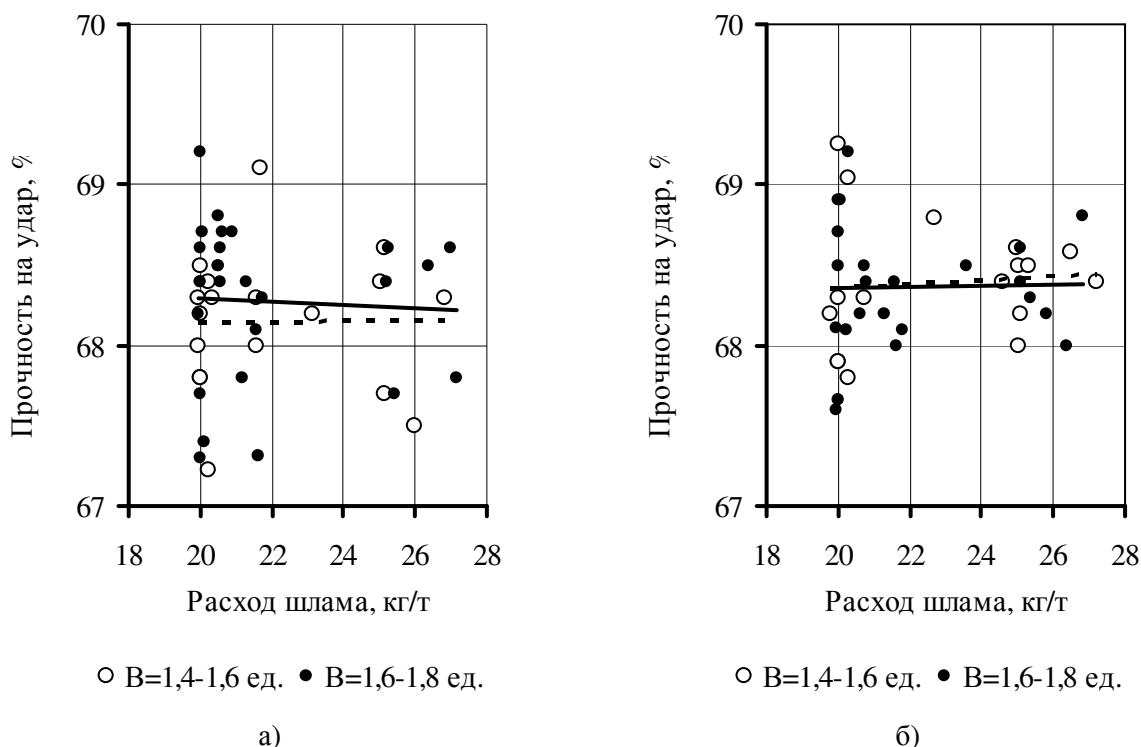 Прочность на удар, %
70
69
68
67
18 20 22 24 26 28
Расход шлама, кг/т
В=1,4-1,6 ед. В=1,6-1,8 ед.
а)
Прочность на удар, %
70
69
68
67
18 20 22 24 26 28
Расход шлама, кг/т
В=1,4-1,6 ед. В=1,6-1,8 ед.
б)